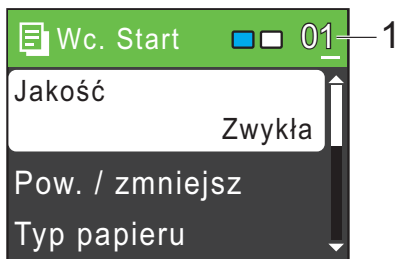 Wc. Start 01 1
Jakość
Zwykła
Pow. / zmniejsz
Typ papieru